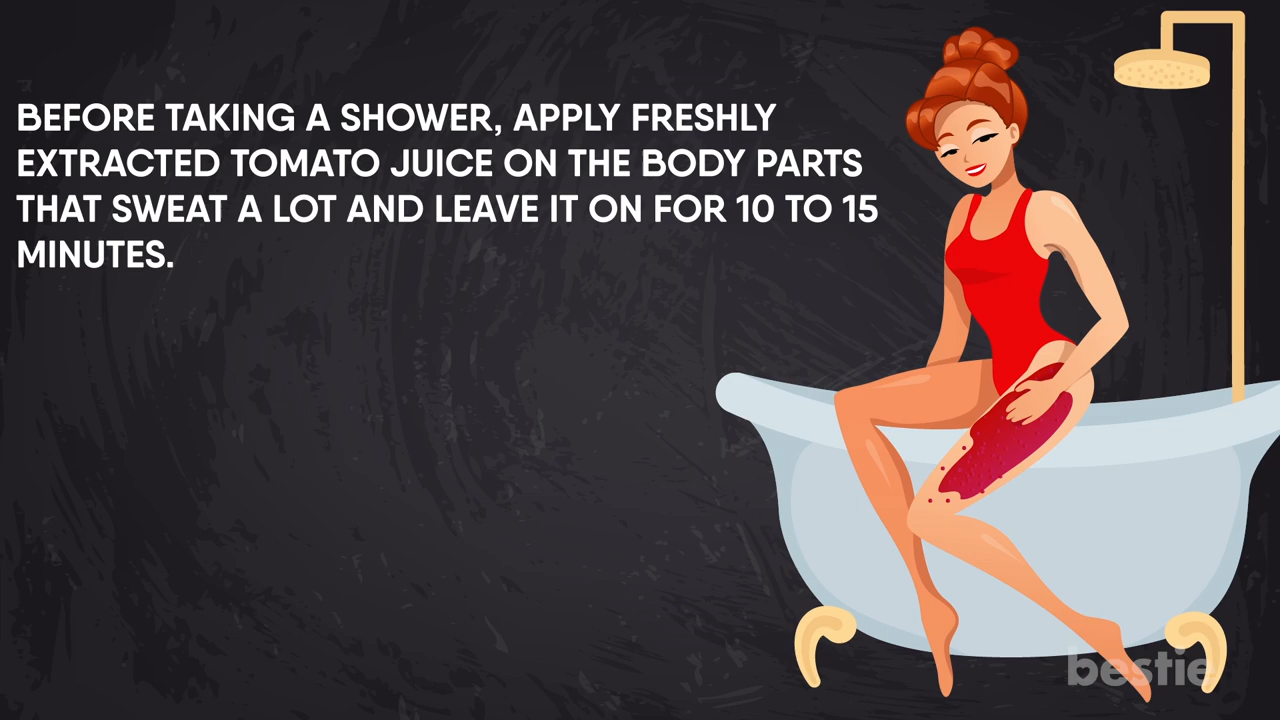 BEFORE TAKING A SHOWER, APPLY FRESHLY
EXTRACTED TOMATO JUICE ON THE BODY PARTS
THAT SWEAT A LOT AND LEAVE IT ON FOR 10 TO 15
MINUTES.
bestie